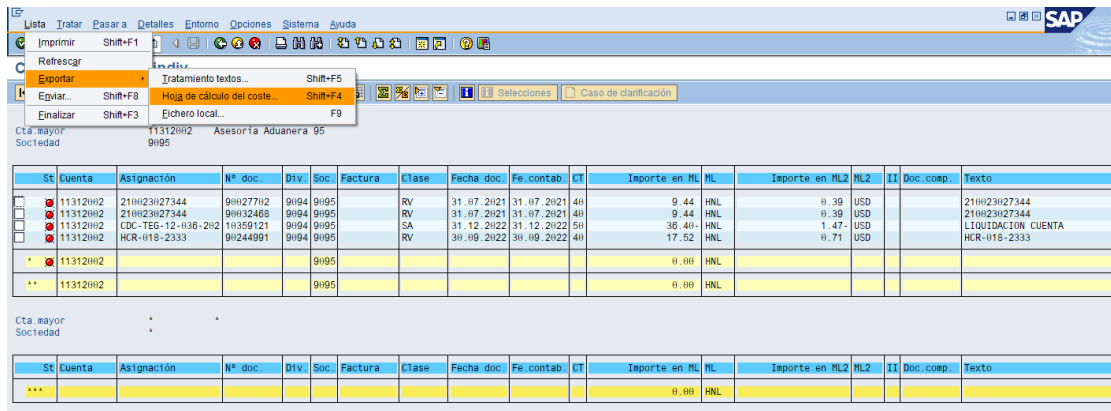 Lista Tratar Pasar a Detalles Entorno Opciones Sistema Ayuda
SAP
Imprimir Shift+F1
Refrescar
Exportar
Enviar... Shift+F8
Finalizar Shift+F3
Tratamiento textos... Shift+F5
Hoja de cálculo del coste... Shift+F4
Fichero local... F9
Selecciones Caso de clarificación
Cta.mayor 11312002 Asesoría Aduanera 95
Sociedad 9095
St Cuenta Asignación Nº doc. Div. Soc. Factura Clase Fecha doc. Fe.contab. CT Importe en ML ML Importe en ML2 ML2 II Doc.comp. Texto
11312002 210023027344 90027702 9094 9095 RV 31.07.2021 31.07.2021 40 9.44 HNL 0.39 USD 210023027344
11312002 210023027344 90032468 9094 9095 RV 31.07.2021 31.07.2021 40 9.44 HNL 0.39 USD 210023027344
11312002 CDC-TEG-12-036-202 10359121 9094 9095 SA 31.12.2022 31.12.2022 50 36.40- HNL 1.47- USD LIQUIDACION CUENTA
11312002 HCR-018-2333 90244991 9094 9095 RV 30.09.2022 30.09.2022 40 17.52 HNL 0.71 USD HCR-018-2333
* 11312002 9095 0.00 HNL
** 11312002 9095 0.00 HNL
Cta.mayor * *
Sociedad *
St Cuenta Asignación Nº doc. Div. Soc. Factura Clase Fecha doc. Fe.contab. CT Importe en ML ML Importe en ML2 ML2 II Doc.comp. Texto
*** 0.00 HNL